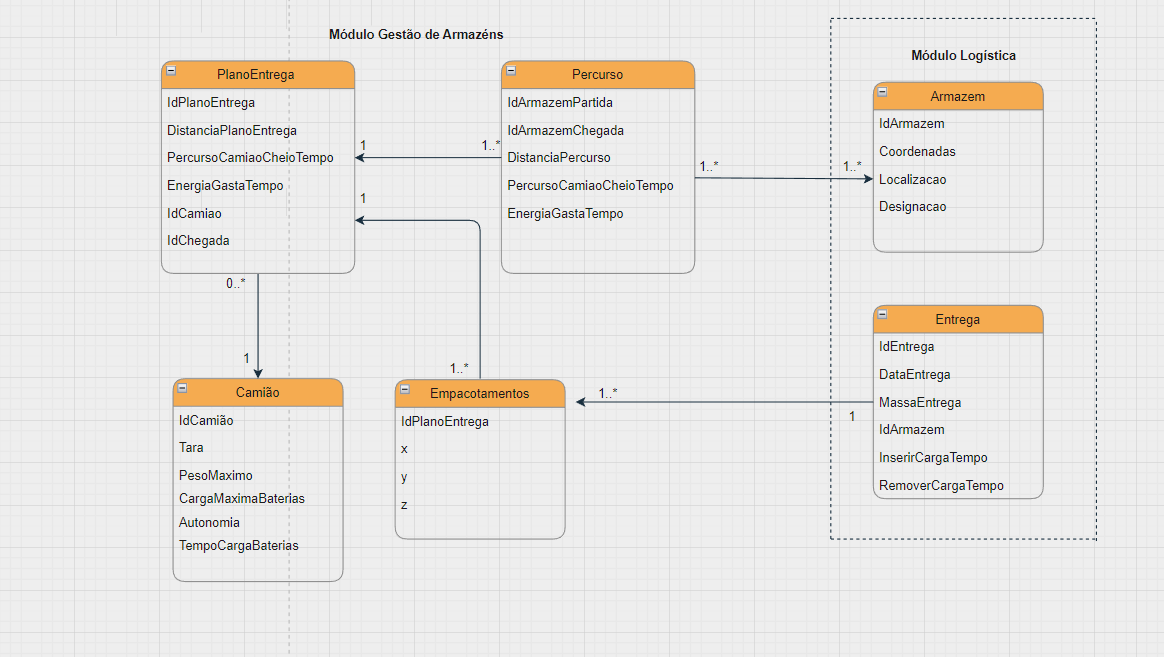 Módulo Gestão de Armazéns
PlanoEntrega
IdPlanoEntrega
DistanciaPlanoEntrega
PercursoCamiaoCheioTempo
EnergiaGastaTempo
IdCamiao
IdChegada
1
1..*
1
Percurso
IdArmazemPartida
IdArmazemChegada
DistanciaPercurso
PercursoCamiaoCheioTempo
EnergiaGastaTempo
1..*
1..*
Módulo Logística
Armazem
IdArmazem
Coordenadas
Localizacao
Designacao
0..*
1
Camião
IdCamião
Tara
PesoMaximo
CargaMaximaBaterias
Autonomia
TempoCargaBaterias
1..*
Empacotamentos
IdPlanoEntrega
x
y
z
1..*
1
Entrega
IdEntrega
DataEntrega
MassaEntrega
IdArmazem
InserirCargaTempo
RemoverCargaTempo